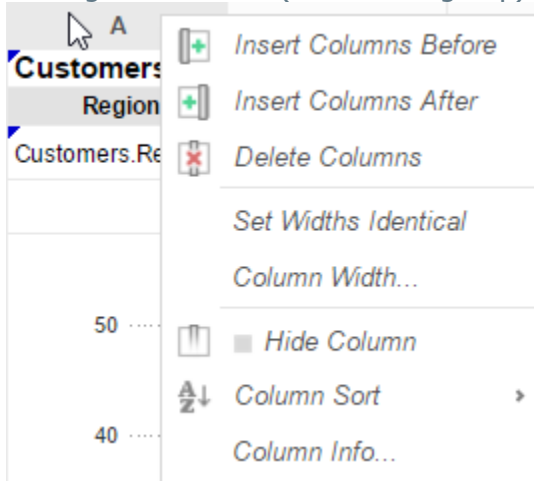 A
Customers
Region
Customers.Re
50
40
Insert Columns Before
Insert Columns After
Delete Columns
Set Widths Identical
Column Width...
Hide Column
Column Sort
Column Info...